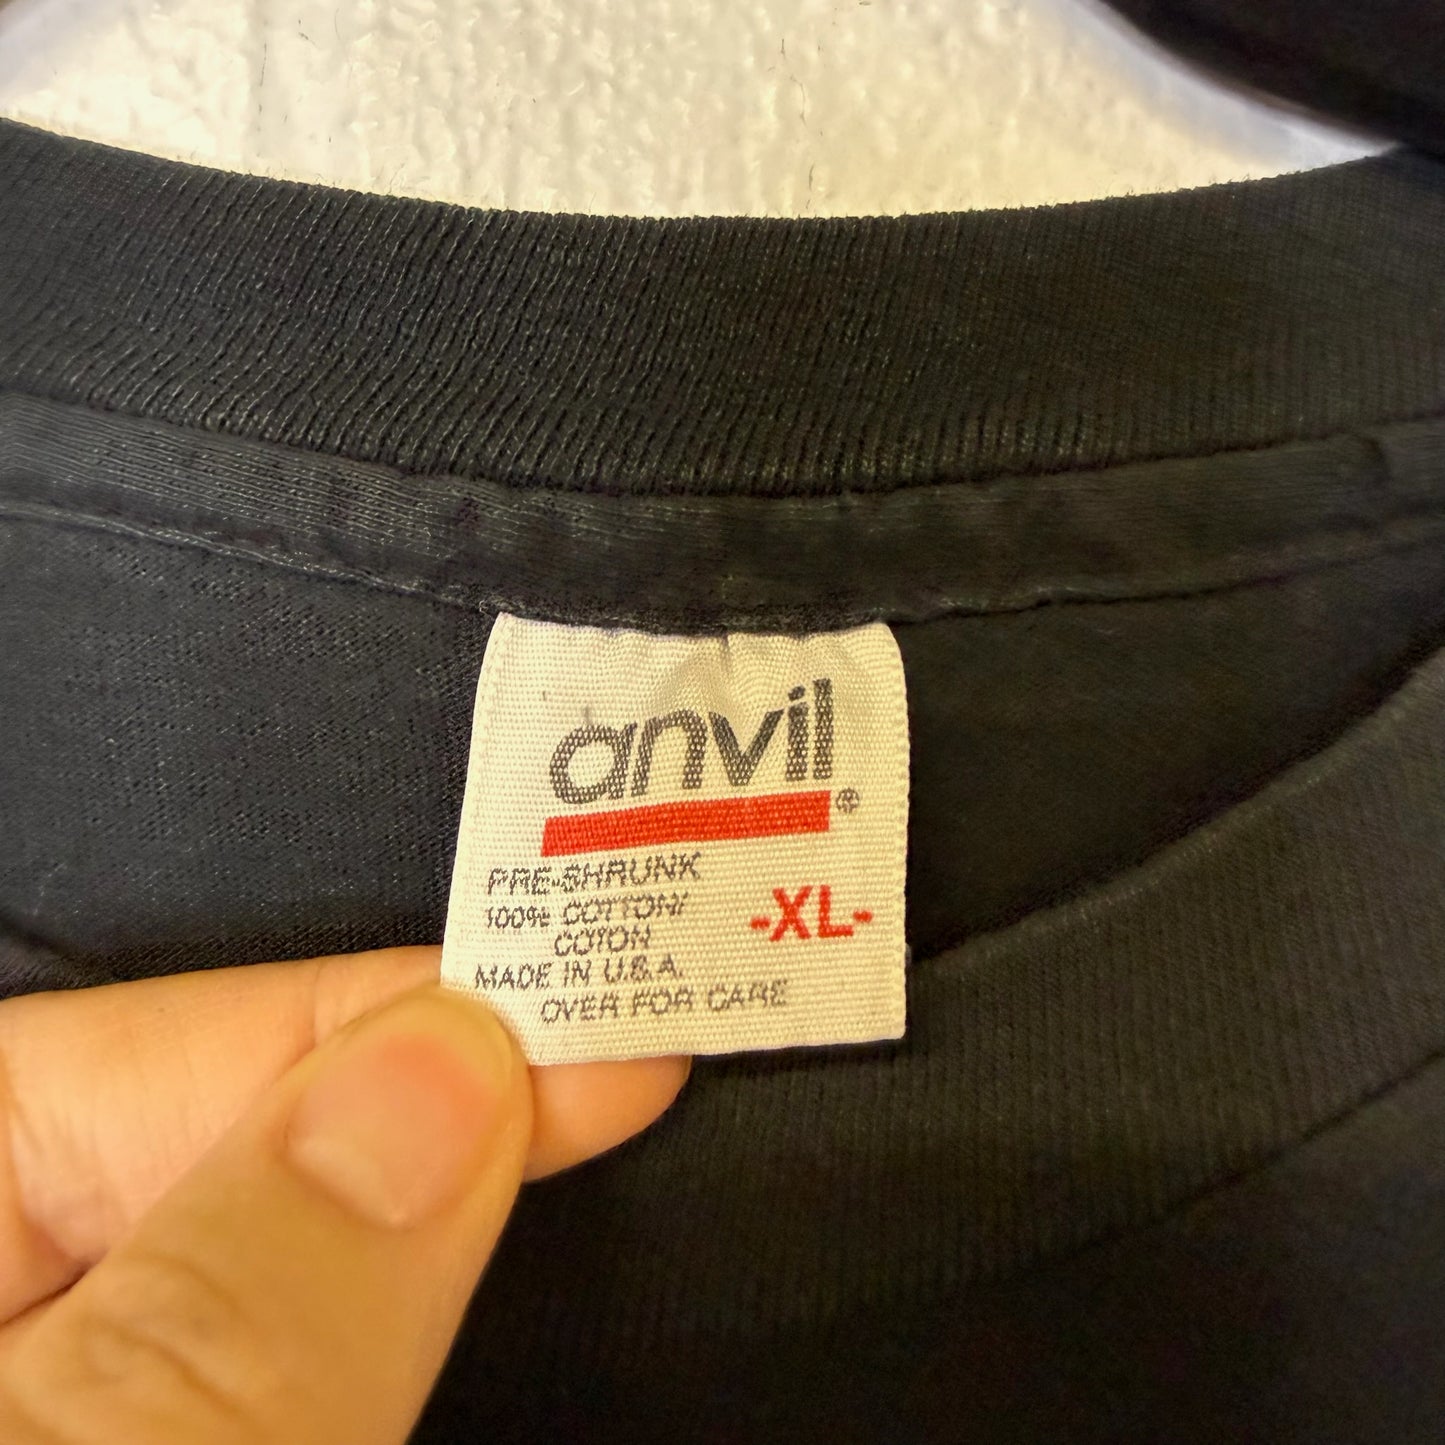 anvil®
PRE-SHRUNK
100% COTTON/
COTON
-XL-
MADE IN U.S.A.
OVER FOR CARE